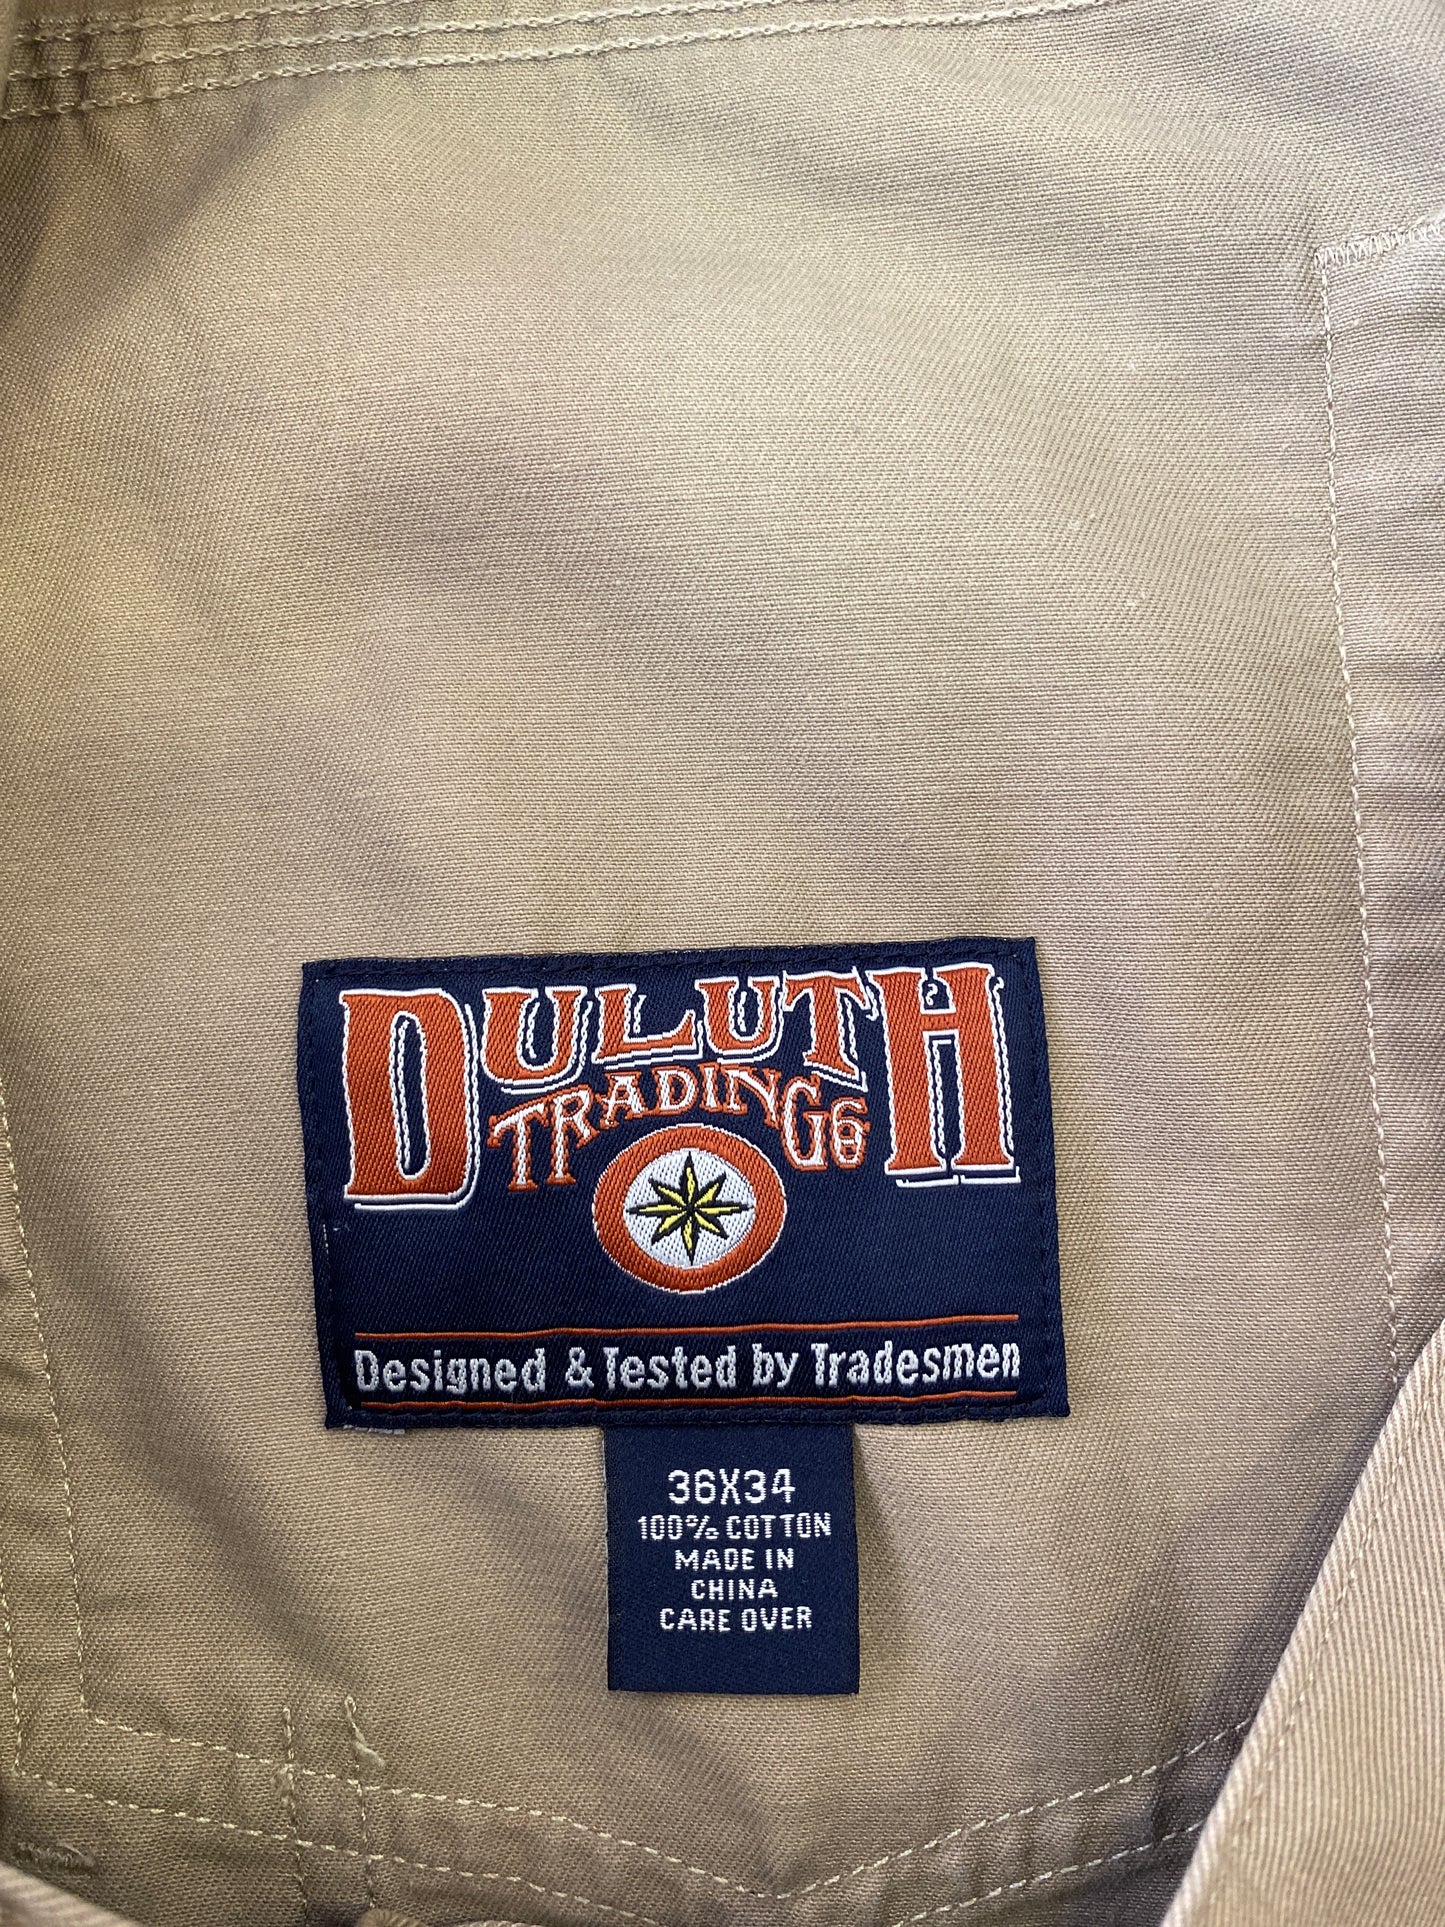 DULUTH
TRADING Co
Designed & Tested by Tradesmen
36X34
100% COTTON
MADE IN
CHINA
CARE OVER